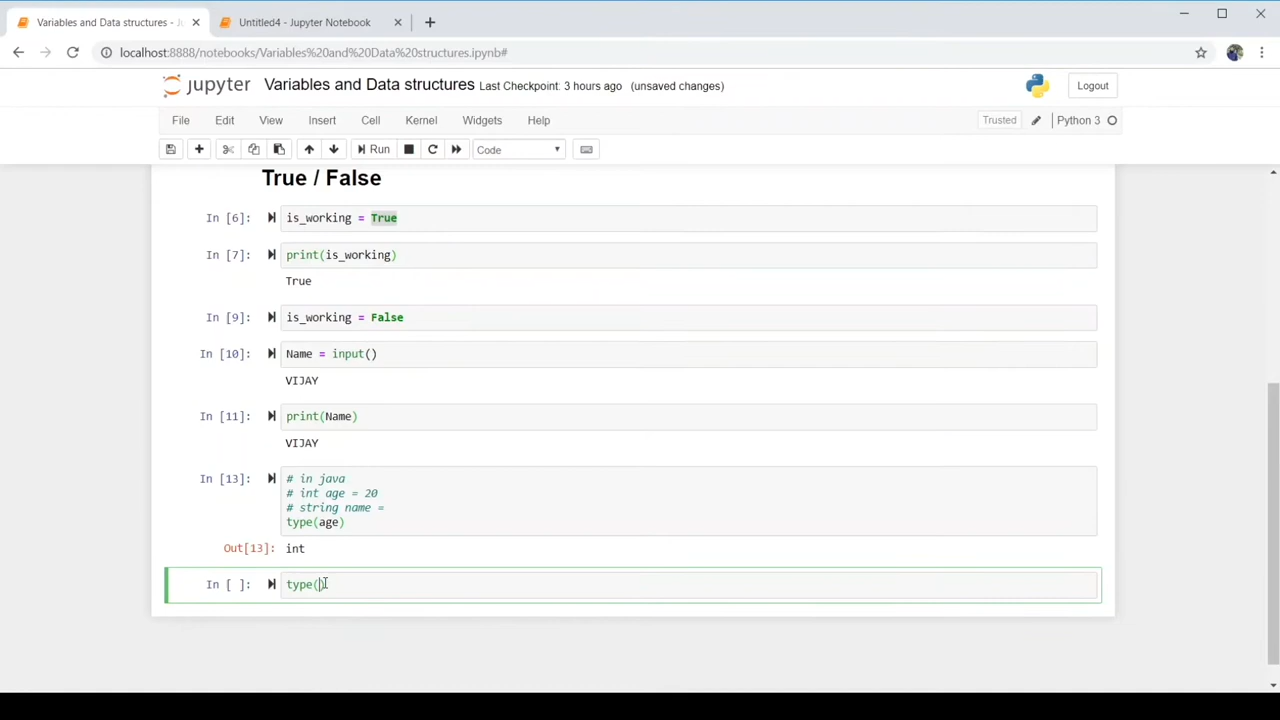 Variables and Data structures - Ju
Untitled4 - Jupyter Notebook
localhost:8888/notebooks/Variables%20and%20Data%20structures.ipynb#
jupyter Variables and Data structures Last Checkpoint: 3 hours ago (unsaved changes) Logout
File Edit View Insert Cell Kernel Widgets Help Trusted Python 3
Run Code
True / False
In [6]: is_working = True
In [7]: print(is_working)
True
In [9]: is_working = False
In [10]: Name = input()
VIJAY
In [11]: print(Name)
VIJAY
In [13]: # in java
# int age = 20
# string name =
type(age)
Out[13]: int
In [ ]: type()